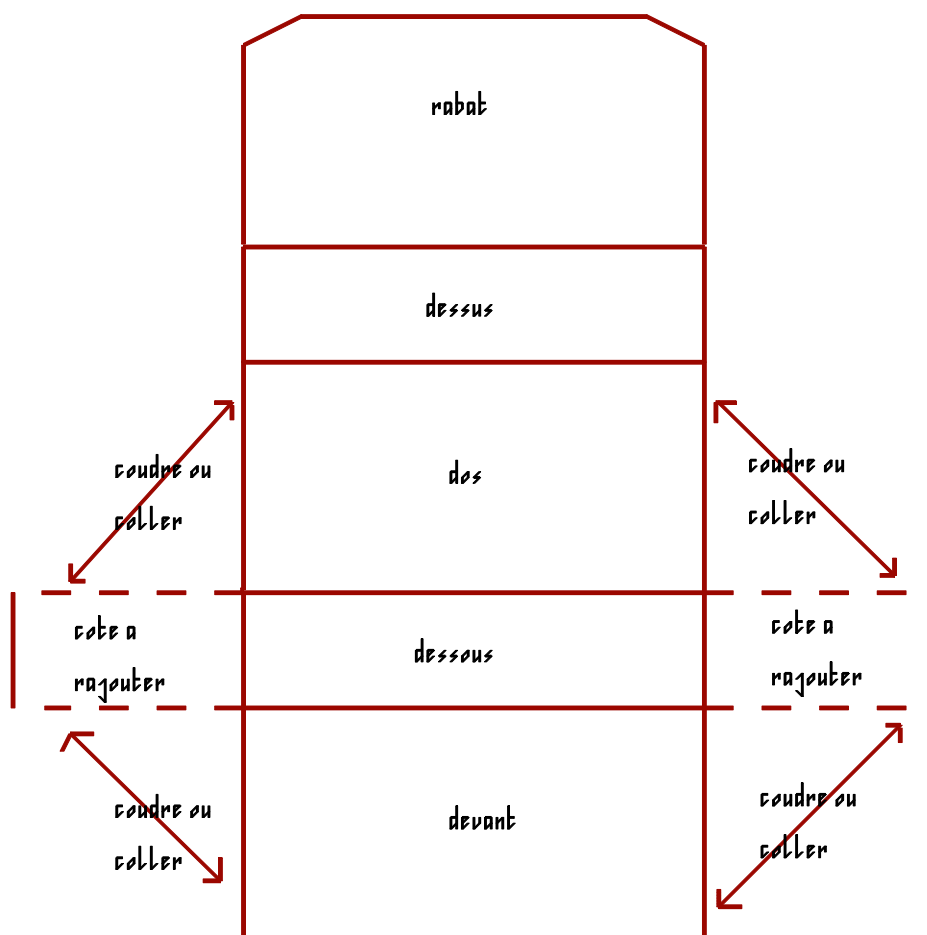 rabat
dessus
dos
coudre ou
coller
coudre ou
coller
cote a
rajouter
dessous
cote a
rajouter
devant
coudre ou
coller
coudre ou
coller